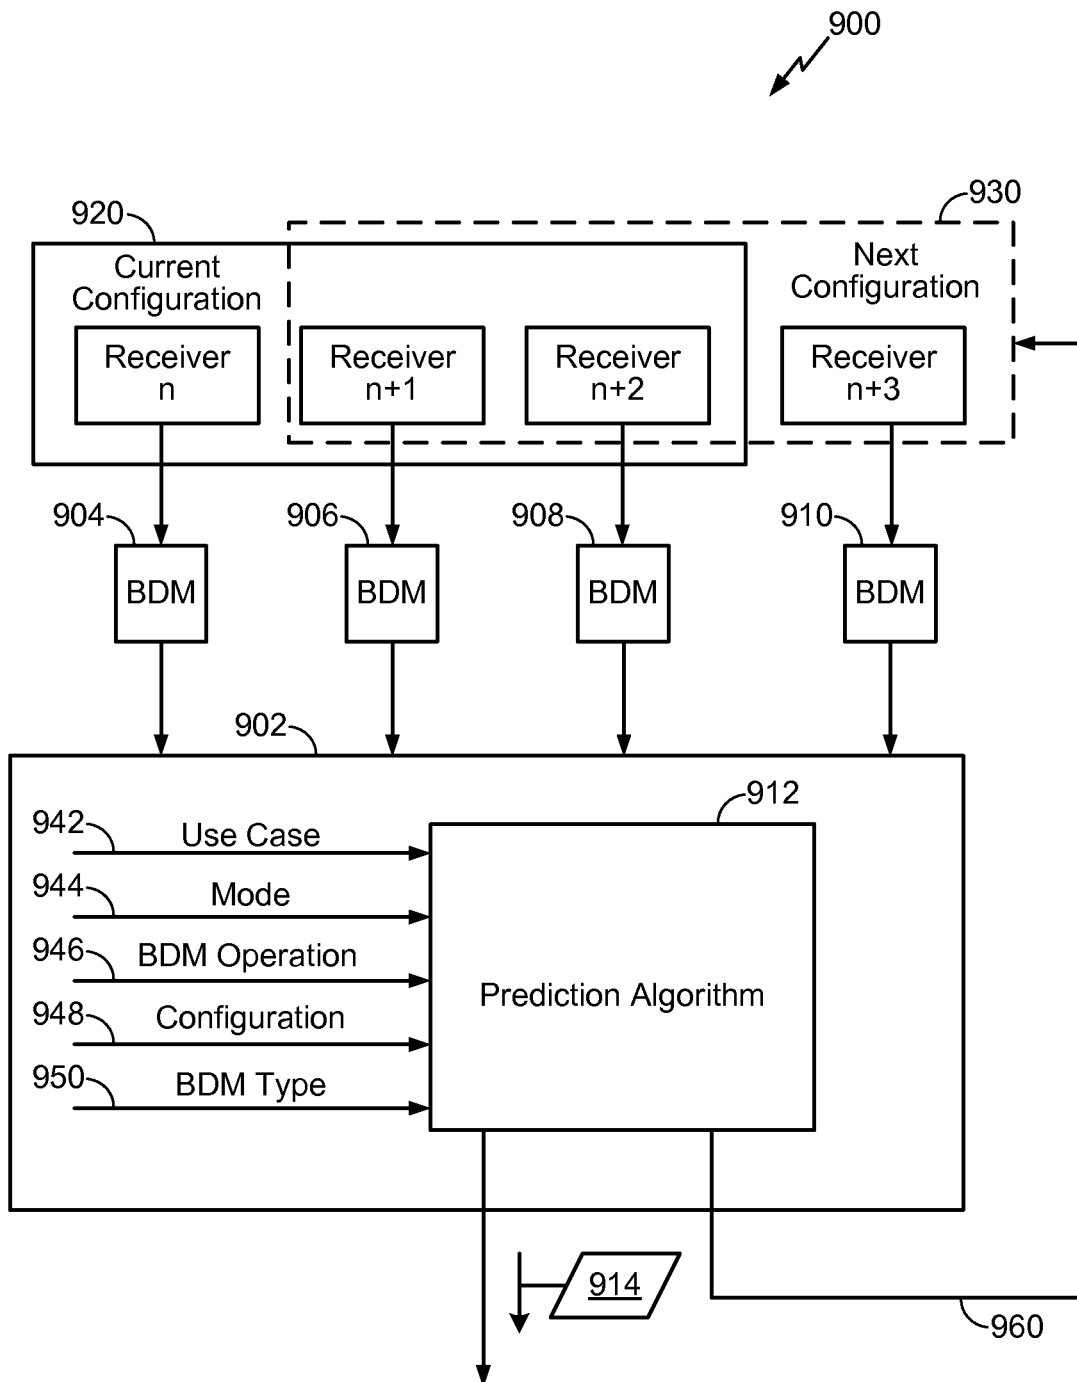 900
920
930
Current
Configuration
Next
Configuration
Receiver
n
Receiver
n+1
Receiver
n+2
Receiver
n+3
904
906
908
910
BDM
BDM
BDM
BDM
902
912
942
Use Case
944
Mode
946
BDM Operation
948
Configuration
950
BDM Type
Prediction Algorithm
914
960